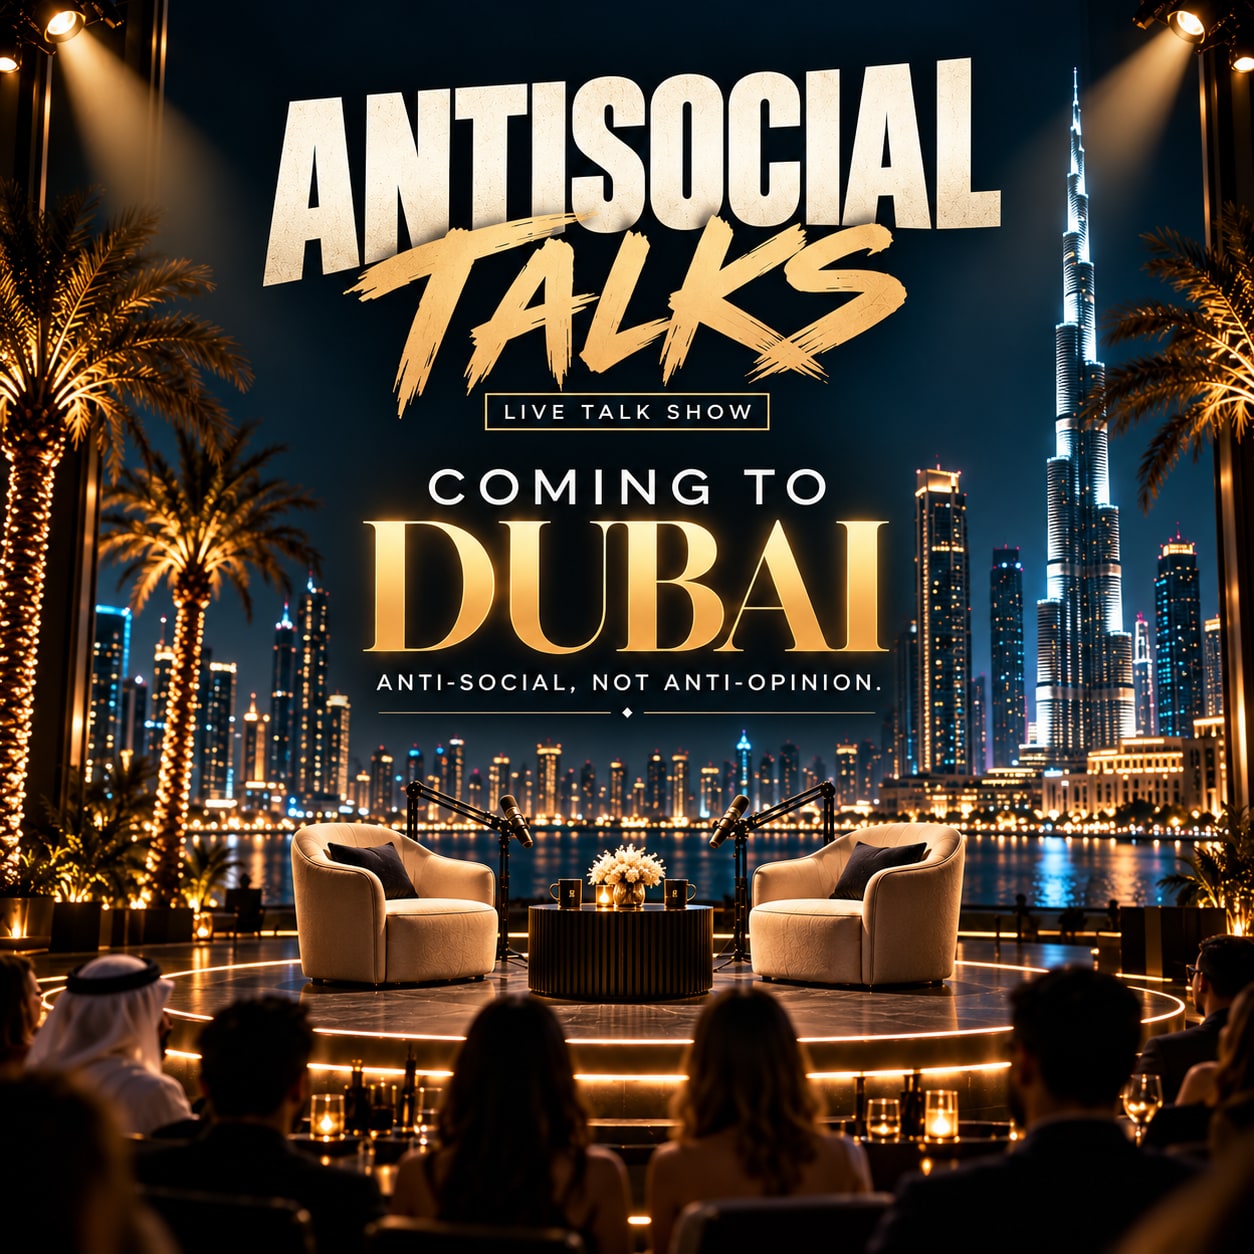 ANTISOCIAL
TALKS
LIVE TALK SHOW
COMING TO
DUBAI
ANTI-SOCIAL, NOT ANTI-OPINION.